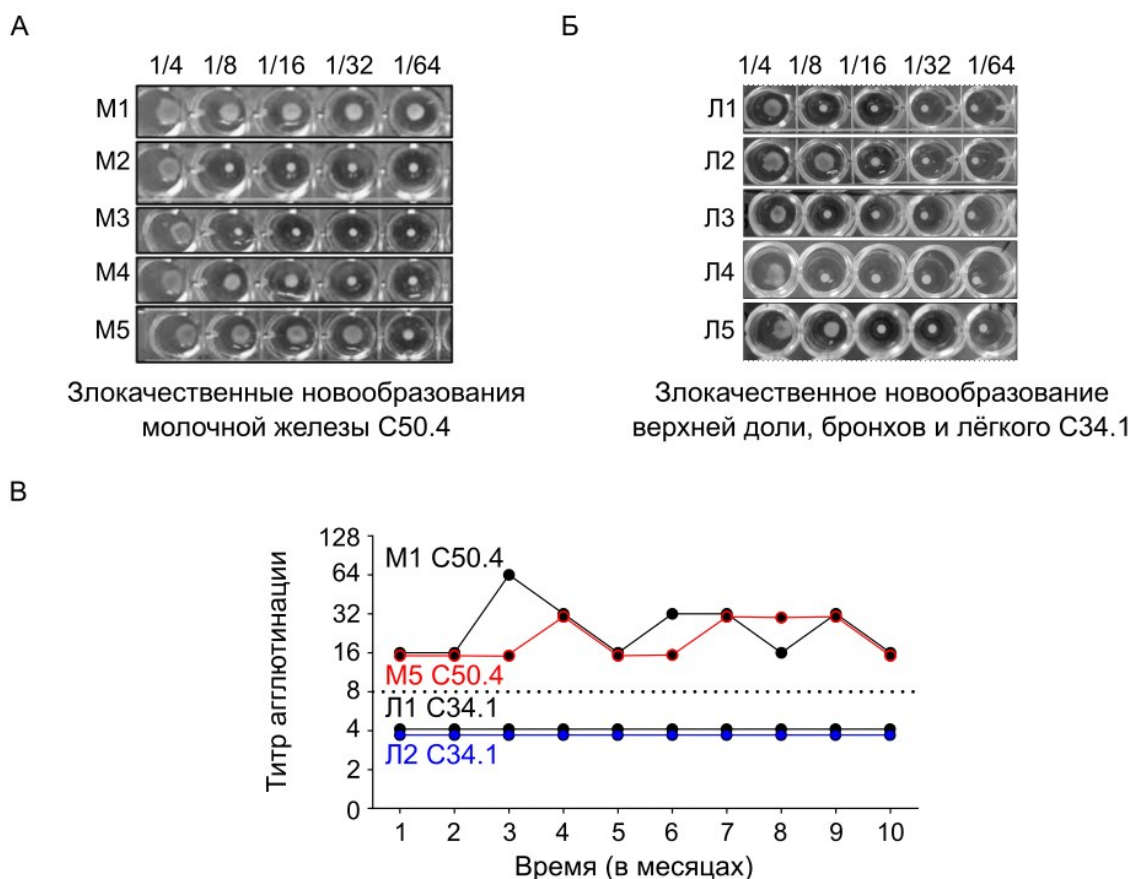 А
1/4 1/8 1/16 1/32 1/64
М1
М2
М3
М4
М5
Злокачественные новообразования
молочной железы С50.4
Б
1/4 1/8 1/16 1/32 1/64
Л1
Л2
Л3
Л4
Л5
Злокачественное новообразование
верхней доли, бронхов и лёгкого С34.1
В
Титр агглютинации
128
64
32
16
8
4
2
0
М1 С50.4
М5 С50.4
Л1 С34.1
Л2 С34.1
1 2 3 4 5 6 7 8 9 10
Время (в месяцах)